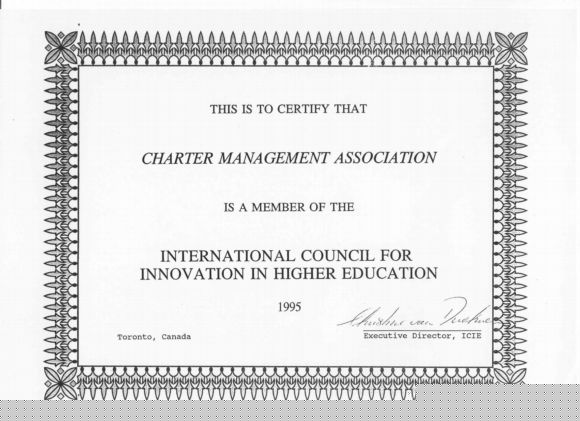 THIS IS TO CERTIFY THAT
CHARTER MANAGEMENT ASSOCIATION
IS A MEMBER OF THE
INTERNATIONAL COUNCIL FOR
INNOVATION IN HIGHER EDUCATION
1995
Toronto, Canada
Executive Director, ICIE